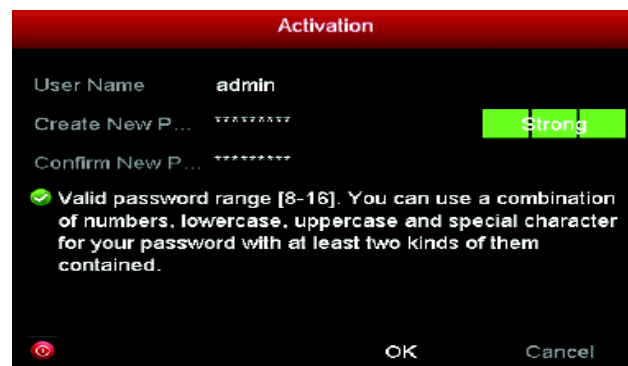 Activation
User Name admin
Create New P... ********* Strong
Confirm New P... *********
Valid password range [8-16]. You can use a combination
of numbers, lowercase, uppercase and special character
for your password with at least two kinds of them
contained.
OK Cancel